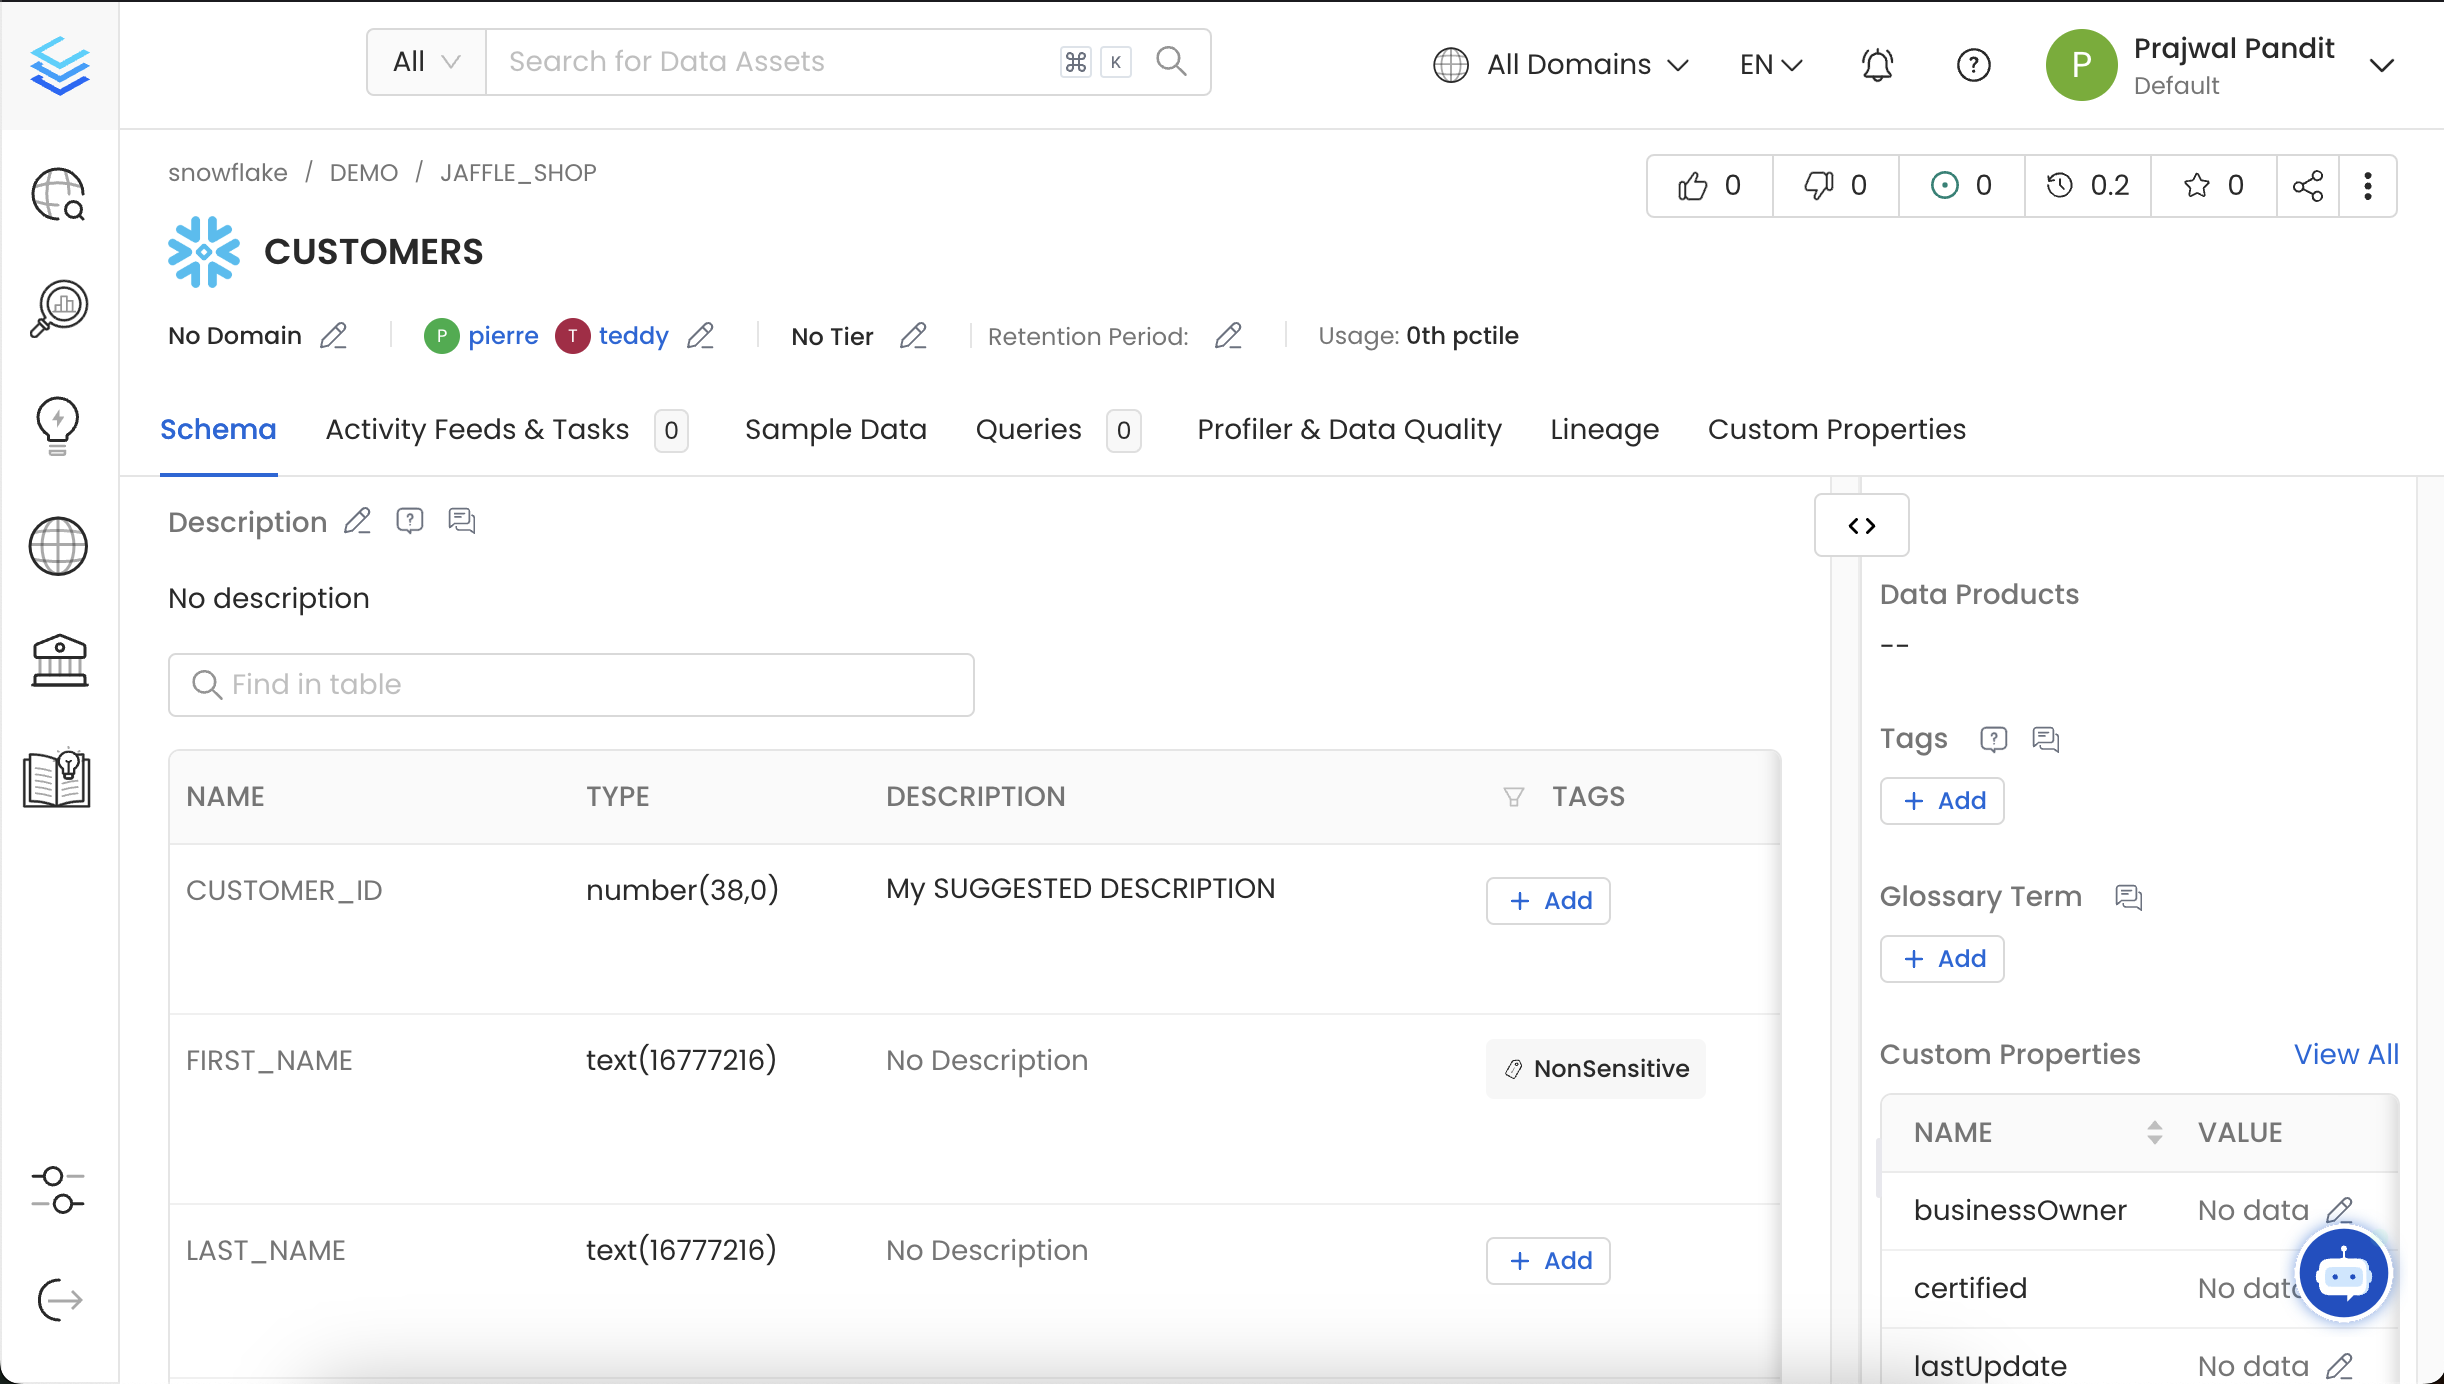 All
Search for Data Assets
⌘ K
All Domains
EN
P
Prajwal Pandit
Default
snowflake / DEMO / JAFFLE_SHOP
0
0
0
0.2
0
CUSTOMERS
No Domain
P pierre T teddy
No Tier
Retention Period:
Usage: 0th pctile
Schema
Activity Feeds & Tasks 0
Sample Data
Queries 0
Profiler & Data Quality
Lineage
Custom Properties
Description
No description
Find in table
NAME TYPE DESCRIPTION TAGS
CUSTOMER_ID number(38,0) My SUGGESTED DESCRIPTION + Add
FIRST_NAME text(16777216) No Description NonSensitive
LAST_NAME text(16777216) No Description + Add
Data Products
--
Tags
+ Add
Glossary Term
+ Add
Custom Properties View All
NAME VALUE
businessOwner No data
certified No data
lastUpdate No data